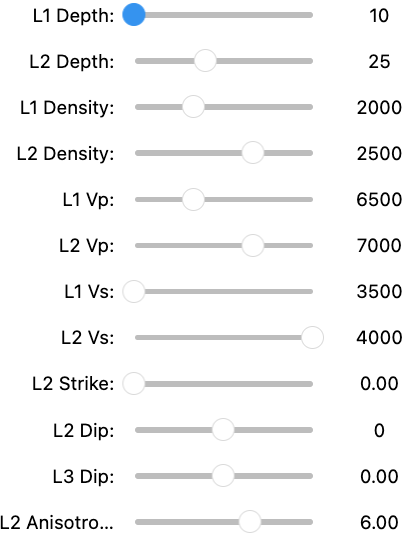 L1 Depth: 10
L2 Depth: 25
L1 Density: 2000
L2 Density: 2500
L1 Vp: 6500
L2 Vp: 7000
L1 Vs: 3500
L2 Vs: 4000
L2 Strike: 0.00
L2 Dip: 0
L3 Dip: 0.00
L2 Anisotro... 6.00